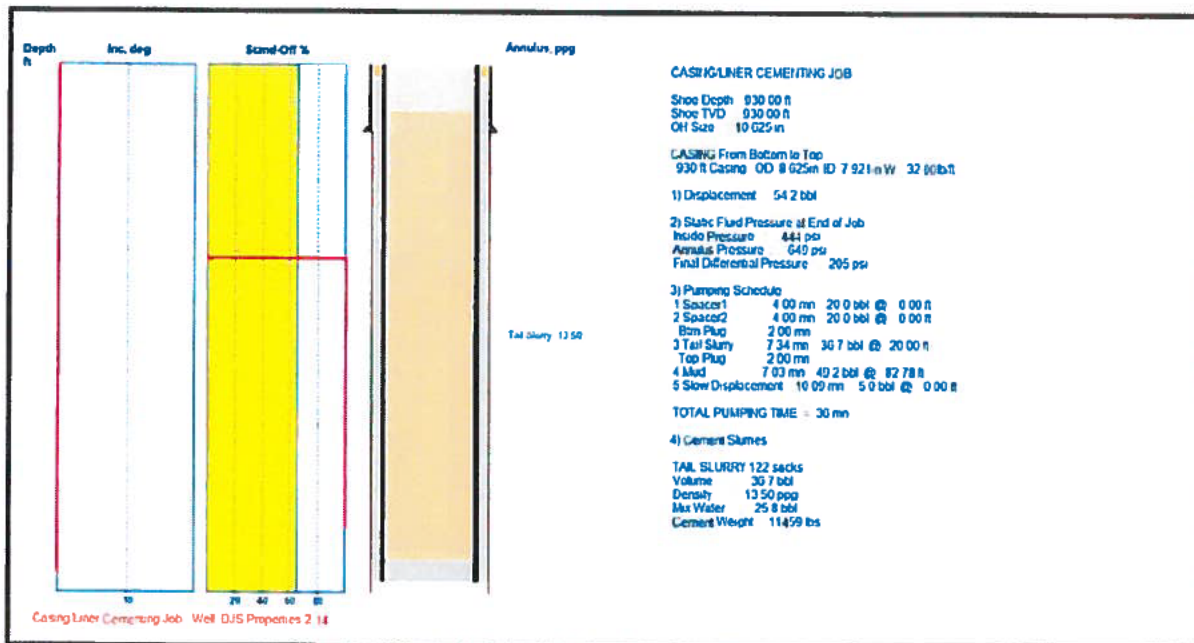 Depth
ft
Inc, deg
Stand-Off %
Annulus, ppg
Tail Slurry 13.50
10
20 40 60 80
Casing/Liner Cementing Job Well DJS Properties 2 14
CASING/LINER CEMENTING JOB
Shoe Depth 930.00 ft
Shoe TVD 930.00 ft
OH Size 10.625 in
CASING From Bottom to Top
930 ft Casing OD 8.625in ID 7.921 in W 32.00lb/ft
1) Displacement 54.2 bbl
2) Static Fluid Pressure at End of Job
Inside Pressure 444 psi
Annulus Pressure 649 psi
Final Differential Pressure 205 psi
3) Pumping Schedule
1 Spacer1 4.00 mn 20.0 bbl @ 0.00 ft
2 Spacer2 4.00 mn 20.0 bbl @ 0.00 ft
Btm Plug 2.00 mn
3 Tail Slurry 7.34 mn 36.7 bbl @ 20.00 ft
Top Plug 2.00 mn
4 Mud 7.03 mn 49.2 bbl @ 82.78 ft
5 Slow Displacement 10.09 mn 5.0 bbl @ 0.00 ft
TOTAL PUMPING TIME = 36 mn
4) Cement Slurries
TAIL SLURRY 122 sacks
Volume 36.7 bbl
Density 13.50 ppg
Mix Water 25.8 bbl
Cement Weight 11459 lbs